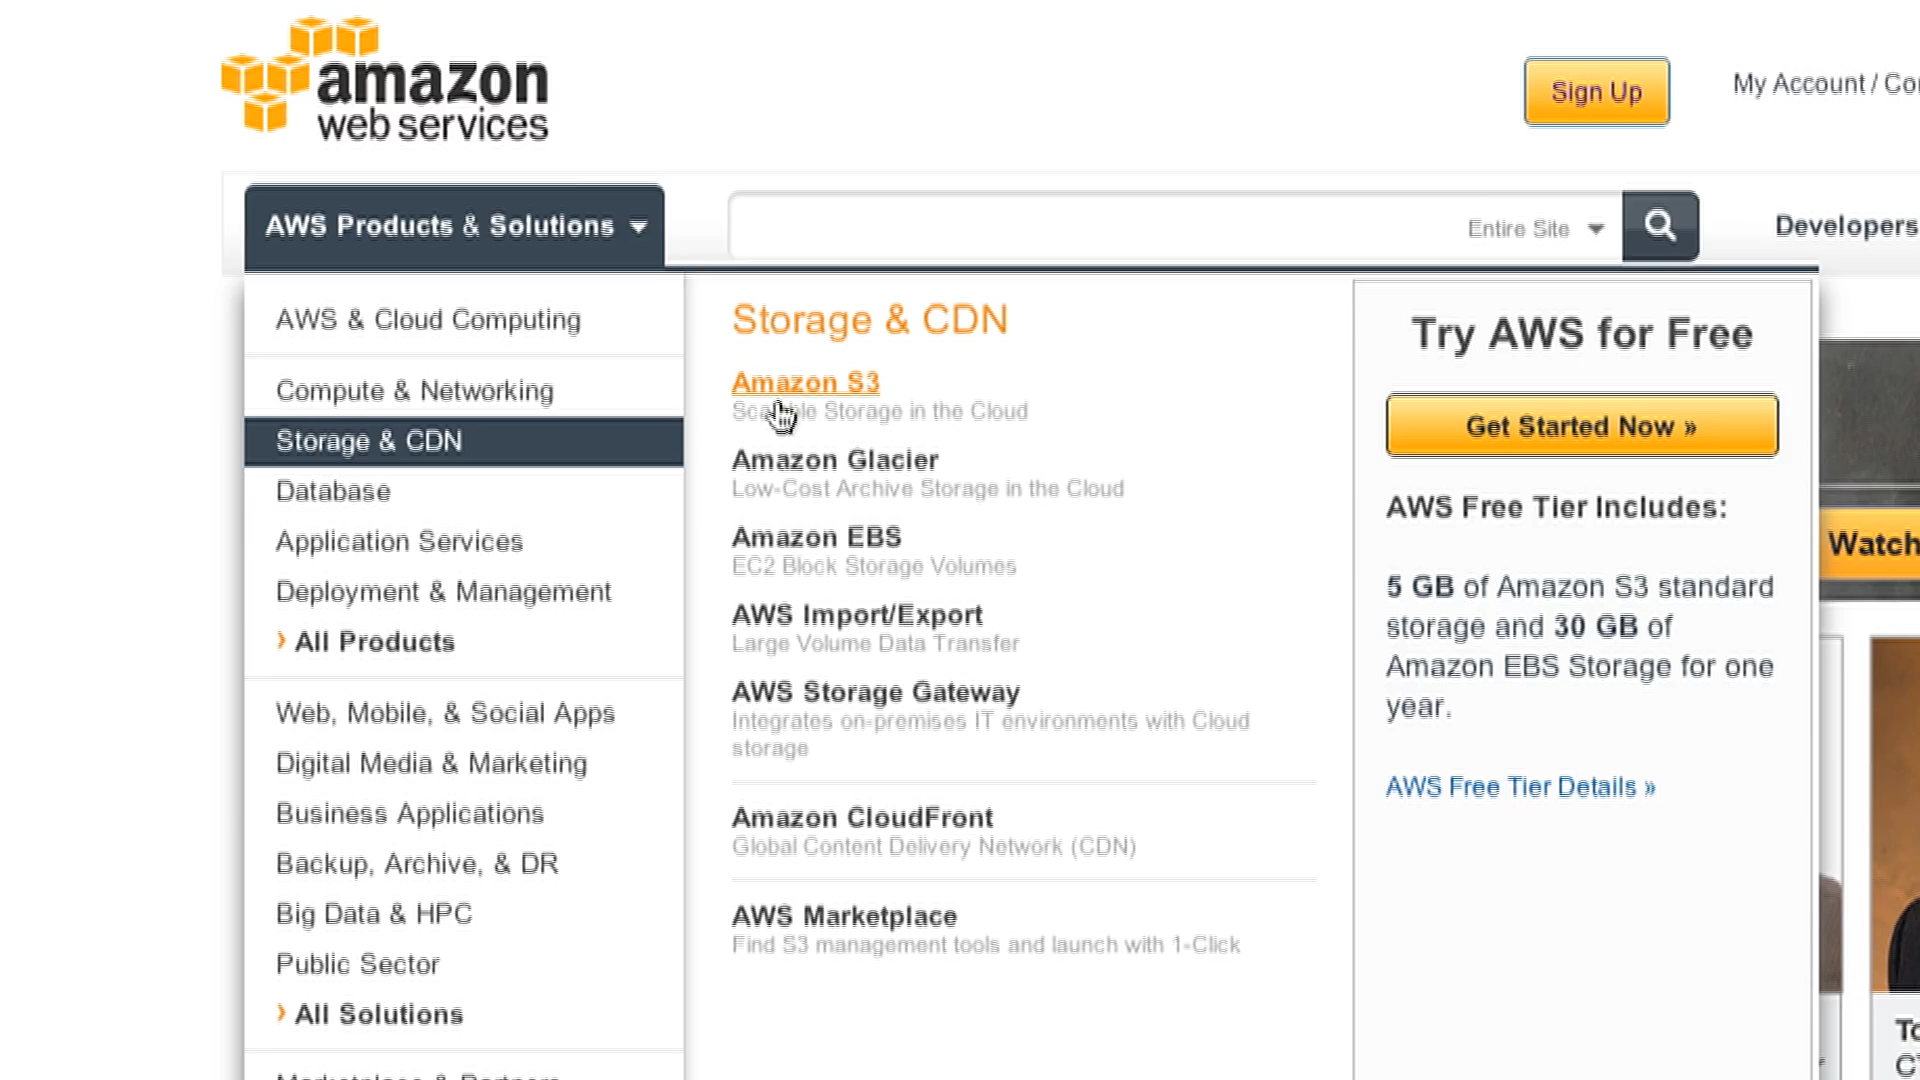 amazon
web services
Sign Up
My Account / Co
AWS Products & Solutions
Entire Site
Developers
AWS & Cloud Computing
Compute & Networking
Storage & CDN
Database
Application Services
Deployment & Management
› All Products
Web, Mobile, & Social Apps
Digital Media & Marketing
Business Applications
Backup, Archive, & DR
Big Data & HPC
Public Sector
› All Solutions
Storage & CDN
Amazon S3
Storage in the Cloud
Amazon Glacier
Low-Cost Archive Storage in the Cloud
Amazon EBS
EC2 Block Storage Volumes
AWS Import/Export
Large Volume Data Transfer
AWS Storage Gateway
Integrates on-premises IT environments with Cloud
storage
Amazon CloudFront
Global Content Delivery Network (CDN)
AWS Marketplace
Find S3 management tools and launch with 1-Click
Try AWS for Free
Get Started Now »
AWS Free Tier Includes:
5 GB of Amazon S3 standard
storage and 30 GB of
Amazon EBS Storage for one
year.
AWS Free Tier Details »
Watch
To